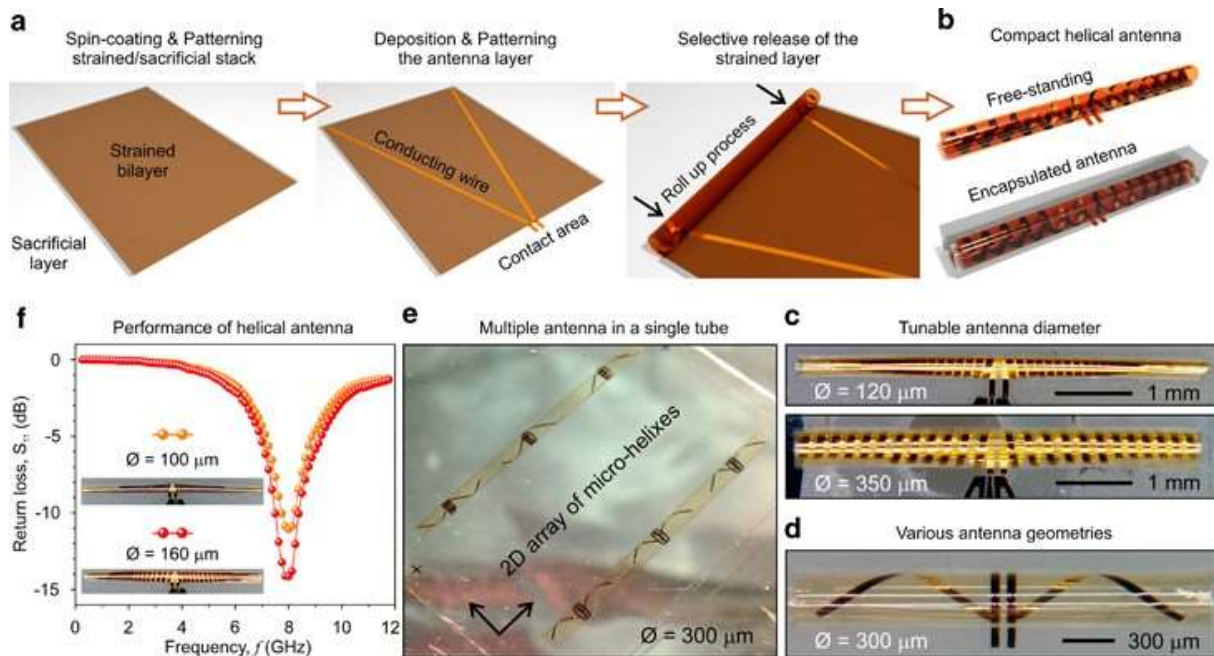 a
Spin-coating & Patterning
strained/sacrificial stack
Deposition & Patterning
the antenna layer
Selective release of the
strained layer
Strained
bilayer
Sacrificial
layer
Conducting wire
Contact area
Roll up process
b
Compact helical antenna
Free-standing
Encapsulated antenna
f
Performance of helical antenna
0
-5
-10
-15
Return loss, S₁₁ (dB)
Ø = 100 μm
Ø = 160 μm
0 2 4 6 8 10 12
Frequency, f (GHz)
e
Multiple antenna in a single tube
2D array of micro-helixes
Ø = 300 μm
c
Tunable antenna diameter
Ø = 120 μm
1 mm
Ø = 350 μm
1 mm
d
Various antenna geometries
Ø = 300 μm
300 μm